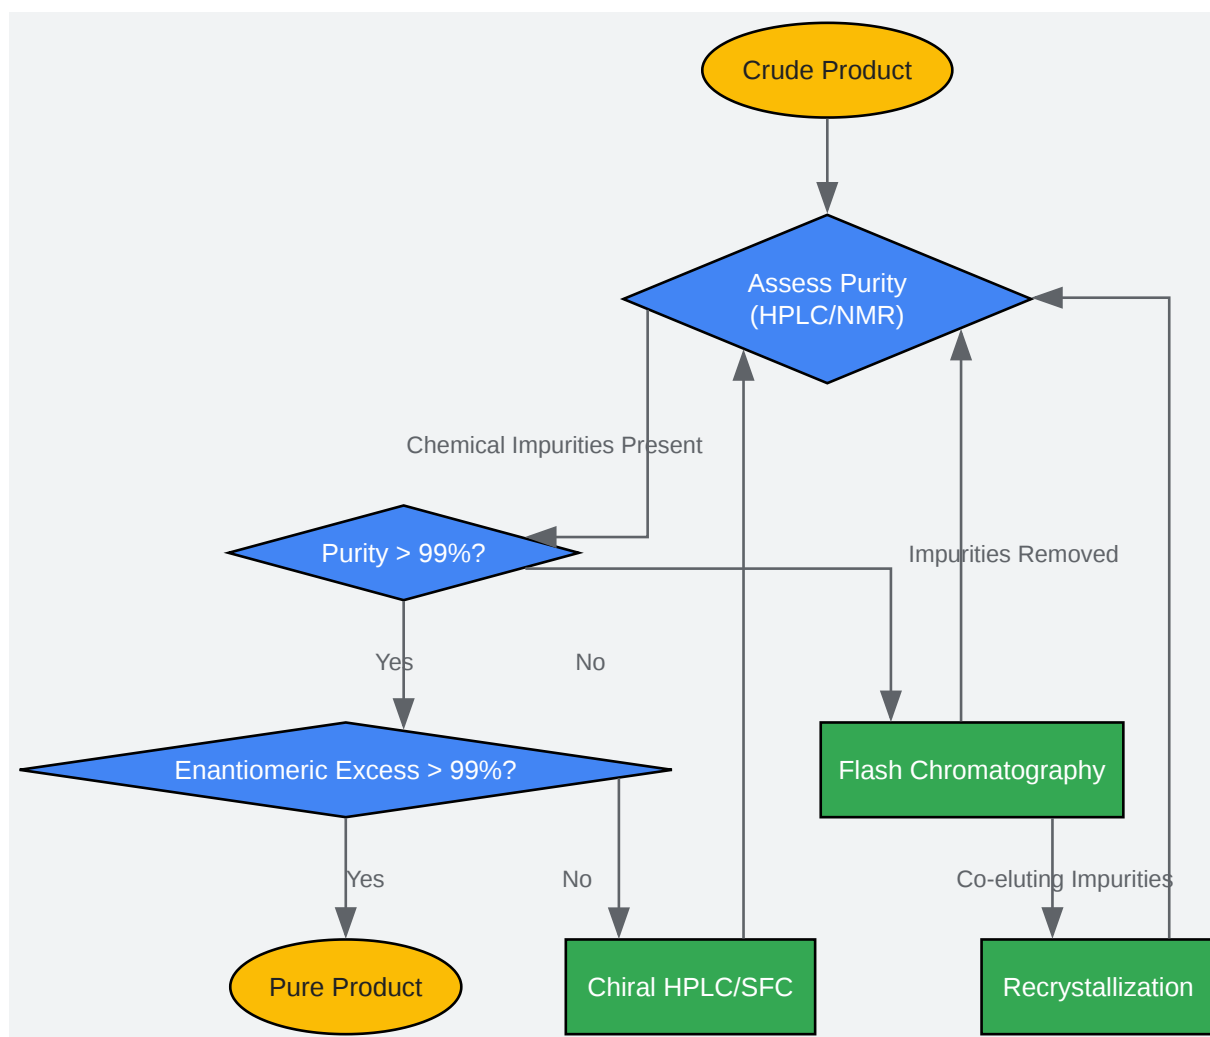 Crude Product
Assess Purity
(HPLC/NMR)
Chemical Impurities Present
Purity > 99%?
Impurities Removed
Yes
No
Enantiomeric Excess > 99%?
Flash Chromatography
Yes
No
Co-eluting Impurities
Pure Product
Chiral HPLC/SFC
Recrystallization